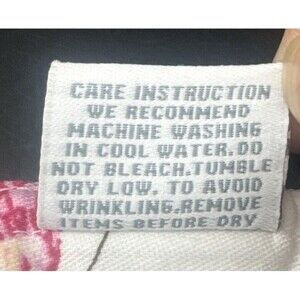 CARE INSTRUCTION
WE RECOMMEND
MACHINE WASHING
IN COOL WATER.DO
NOT BLEACH.TUMBLE
DRY LOW. TO AVOID
WRINKLING.REMOVE
ITEMS BEFORE DRY